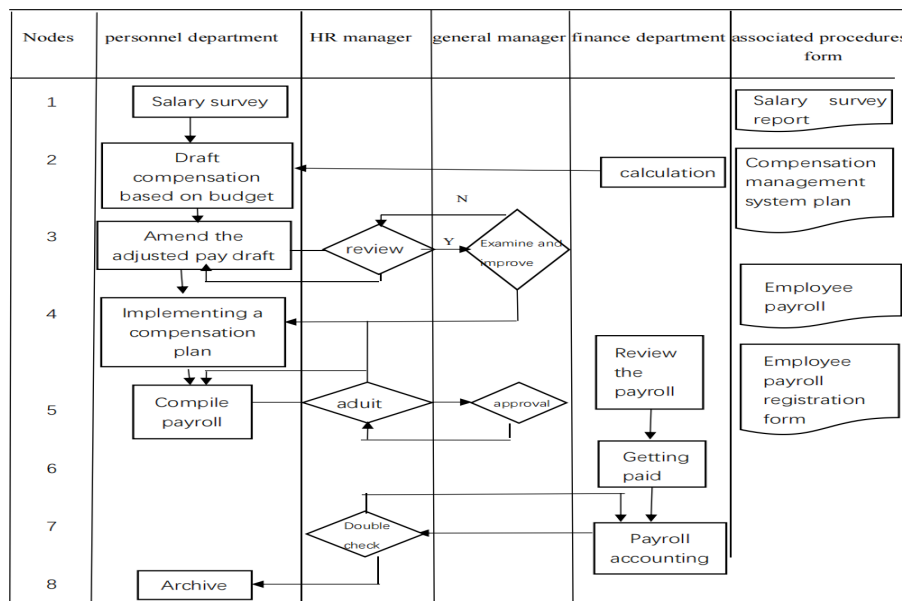 Nodes
personnel department
HR manager
general manager
finance department
associated procedures
form
1
Salary survey
Salary survey
report
2
Draft
compensation
based on budget
calculation
Compensation
management
system plan
N
3
Amend the
adjusted pay draft
review
Y
Examine and
improve
4
Implementing a
compensation
plan
Employee
payroll
Review
the
payroll
5
Compile
payroll
aduit
approval
Employee
payroll
registration
form
6
Getting
paid
7
Double
check
Payroll
accounting
8
Archive